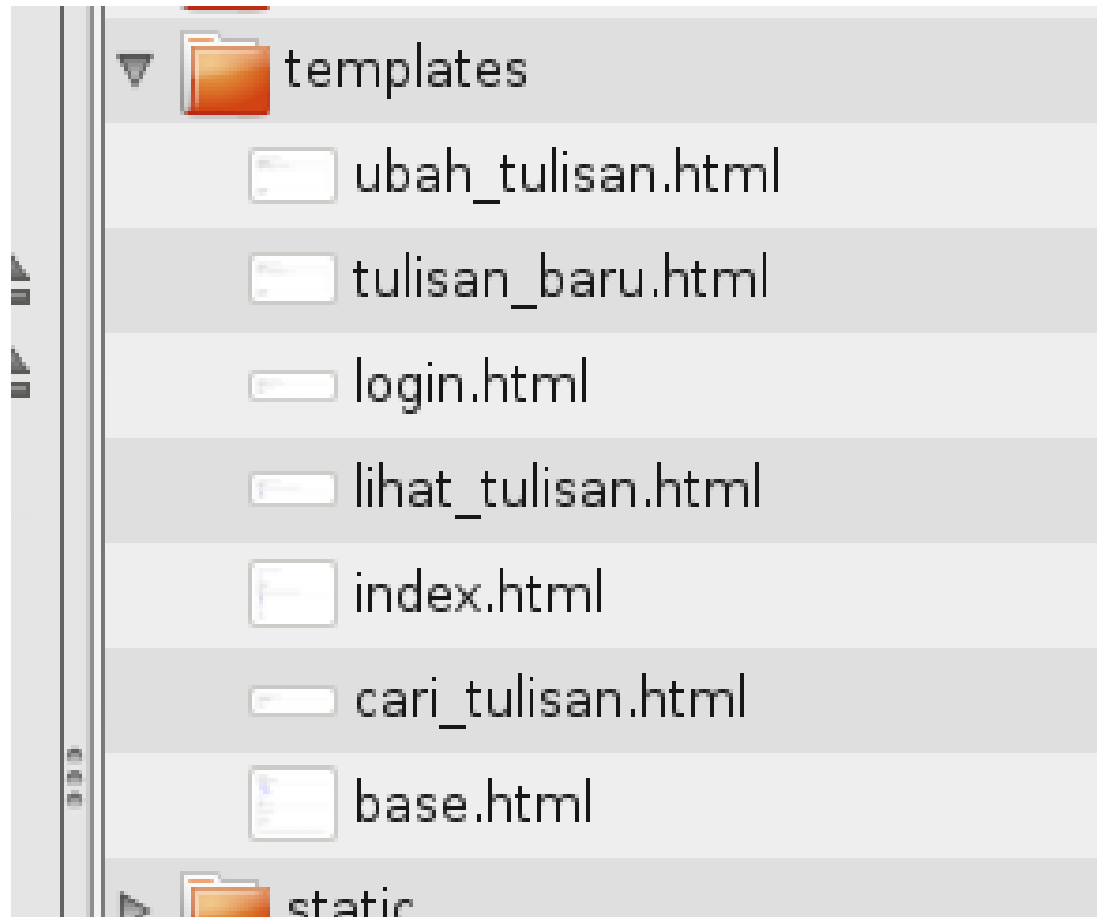 templates
ubah_tulisan.html
tulisan_baru.html
login.html
lihat_tulisan.html
index.html
cari_tulisan.html
base.html
static